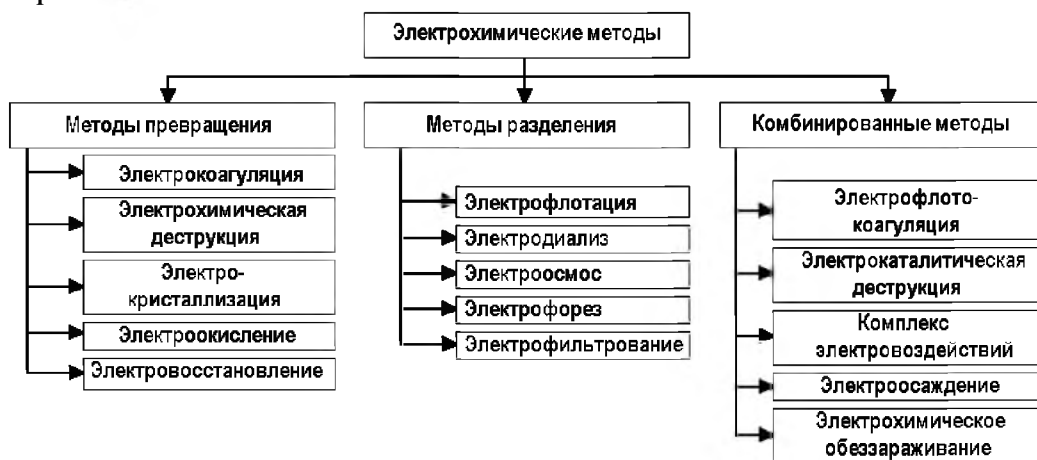 Электрохимические методы
Методы превращения
Электрокоагуляция
Электрохимическая
деструкция
Электро-
кристаллизация
Электроокисление
Электровосстановление
Методы разделения
Электрофлотация
Электродиализ
Электроосмос
Электрофорез
Электрофильтрование
Комбинированные методы
Электрофлото-
коагуляция
Электрокаталитическая
деструкция
Комплекс
электровоздействий
Электроосаждение
Электрохимическое
обеззараживание